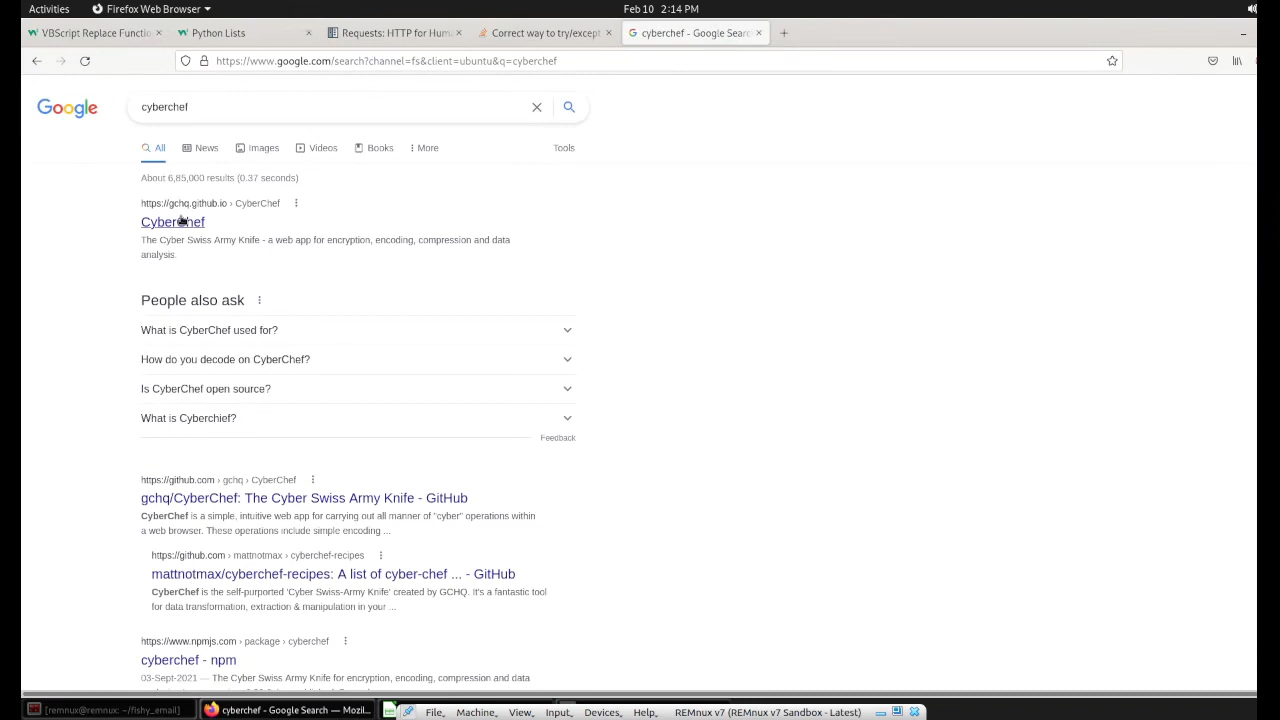 Activities Firefox Web Browser Feb 10 2:14 PM
VBScript Replace Functio Python Lists Requests: HTTP for Hum Correct way to try/except cyberchef - Google Searc
https://www.google.com/search?channel=fs&client=ubuntu&q=cyberchef
Google cyberchef
All News Images Videos Books More Tools
About 6,85,000 results (0.37 seconds)
https://gchq.github.io › CyberChef
CyberChef
The Cyber Swiss Army Knife - a web app for encryption, encoding, compression and data
analysis.
People also ask
What is CyberChef used for?
How do you decode on CyberChef?
Is CyberChef open source?
What is Cyberchief?
Feedback
https://github.com › gchq › CyberChef
gchq/CyberChef: The Cyber Swiss Army Knife - GitHub
CyberChef is a simple, intuitive web app for carrying out all manner of "cyber" operations within
a web browser. These operations include simple encoding ...
https://github.com › mattnotmax › cyberchef-recipes
mattnotmax/cyberchef-recipes: A list of cyber-chef ... - GitHub
CyberChef is the self-purported 'Cyber Swiss-Army Knife' created by GCHQ. It's a fantastic tool
for data transformation, extraction & manipulation in your ...
https://www.npmjs.com › package › cyberchef
cyberchef - npm
03-Sept-2021 — The Cyber Swiss Army Knife for encryption, encoding, compression and data
[remnux@remnux: ~/fishy_email] cyberchef - Google Search — Mozil... File Machine View Input Devices Help REMnux v7 (REMnux v7 Sandbox - Latest)